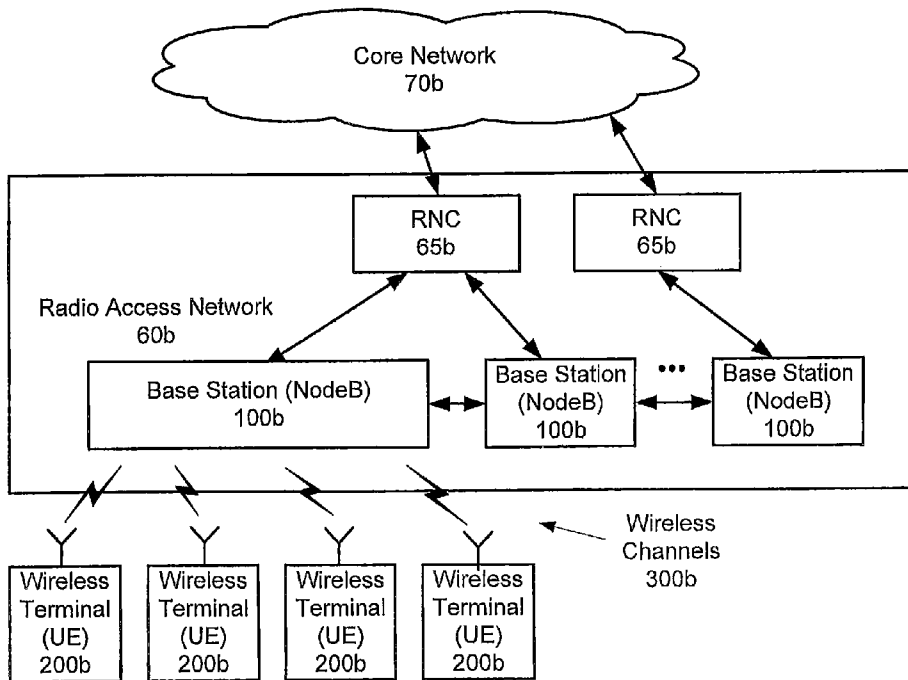 Core Network
70b
RNC
65b
RNC
65b
Radio Access Network
60b
Base Station (NodeB)
100b
Base Station
(NodeB)
100b
...
Base Station
(NodeB)
100b
Wireless
Channels
300b
Wireless
Terminal
(UE)
200b
Wireless
Terminal
(UE)
200b
Wireless
Terminal
(UE)
200b
Wireless
Terminal
(UE)
200b